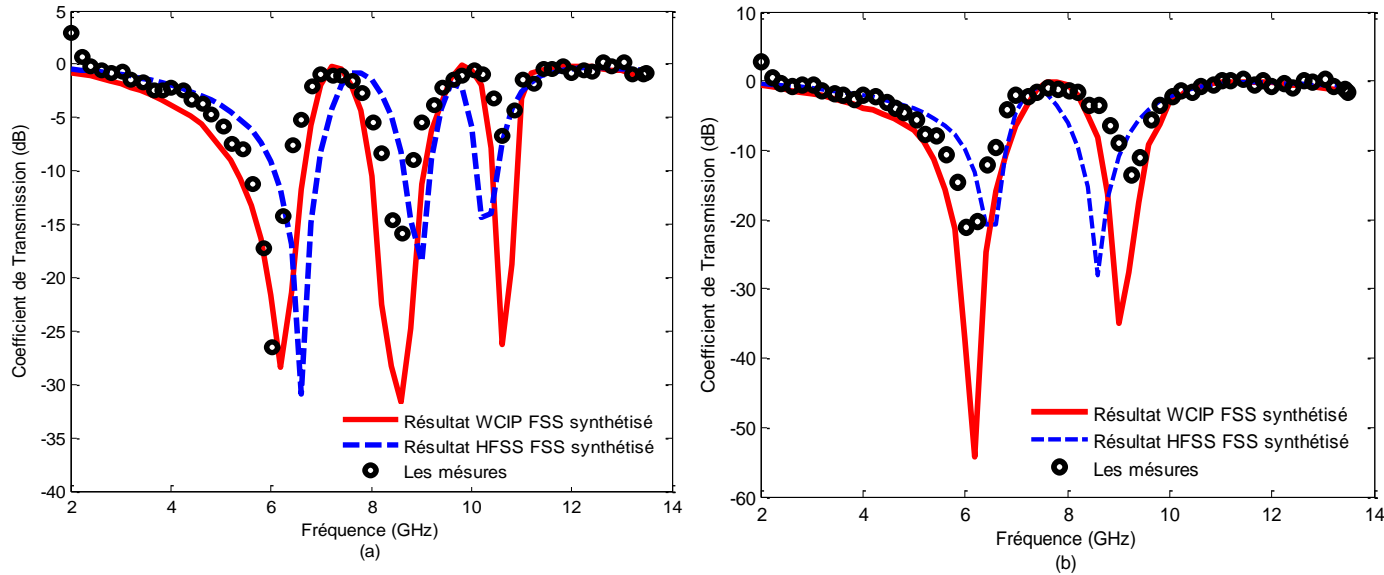 5
0
-5
-10
-15
-20
-25
-30
-35
-40
Coefficient de Transmission (dB)
2
4
6
8
10
12
14
Fréquence (GHz)
(a)
Résultat WCIP FSS synthétisé
Résultat HFSS FSS synthétisé
Les mésures
10
0
-10
-20
-30
-40
-50
-60
Coefficient de Transmission (dB)
2
4
6
8
10
12
14
Fréquence (GHz)
(b)
Résultat WCIP FSS synthétisé
Résultat HFSS FSS synthétisé
Les mésures